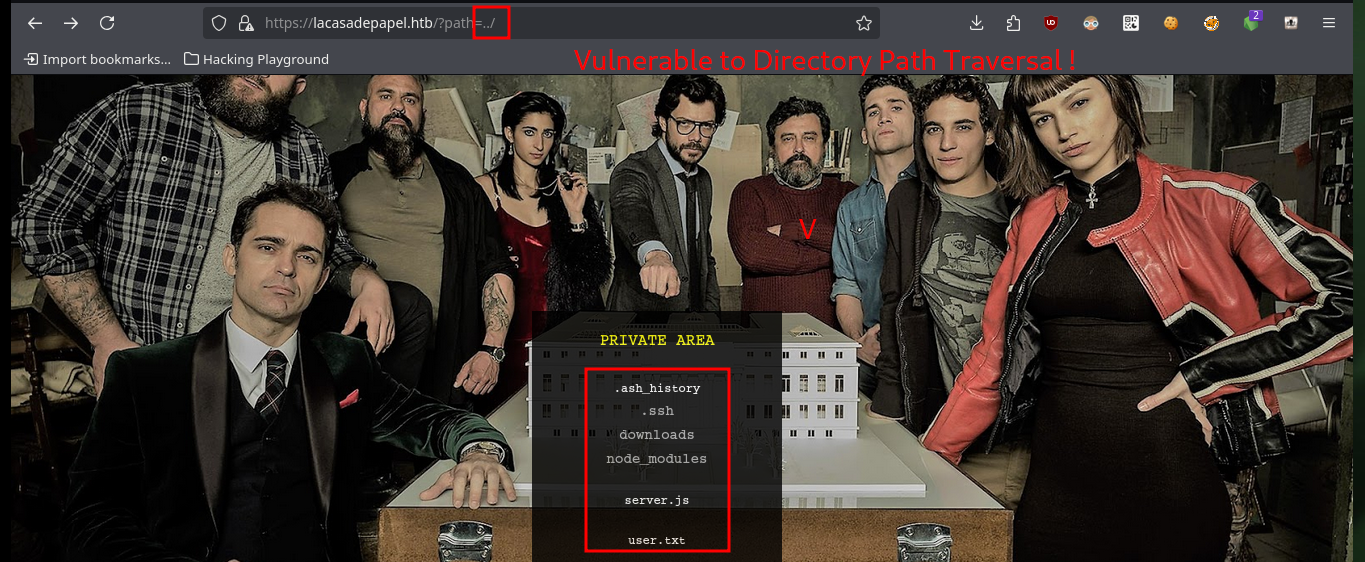 https://lacasadepapel.htb/?path=../
2
Import bookmarks... Hacking Playground
Vulnerable to Directory Path Traversal !
V
PRIVATE AREA
.ash_history
.ssh
downloads
node_modules
server.js
user.txt